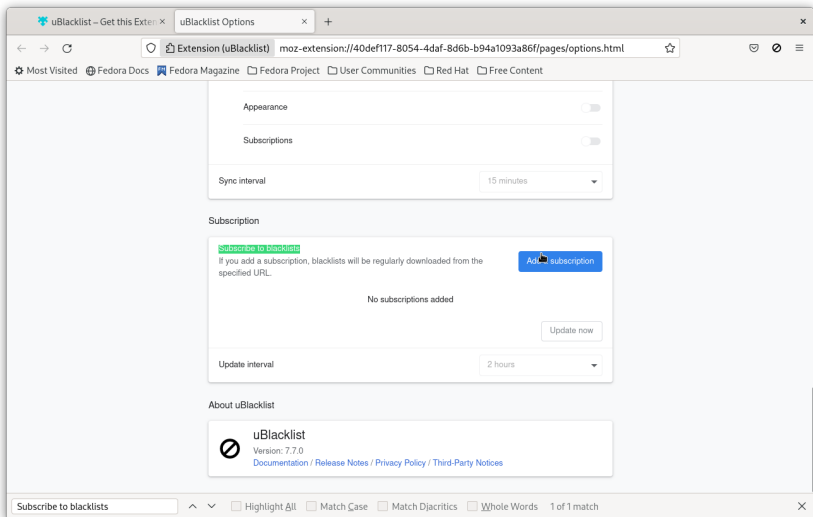 uBlacklist – Get this Exten
uBlacklist Options
Extension (uBlacklist) moz-extension://40def117-8054-4daf-8d6b-b94a1093a86f/pages/options.html
Most Visited Fedora Docs Fedora Magazine Fedora Project User Communities Red Hat Free Content
Appearance
Subscriptions
Sync interval 15 minutes
Subscription
Subscribe to blacklists
If you add a subscription, blacklists will be regularly downloaded from the
specified URL.
Add subscription
No subscriptions added
Update now
Update interval 2 hours
About uBlacklist
uBlacklist
Version: 7.7.0
Documentation / Release Notes / Privacy Policy / Third-Party Notices
Subscribe to blacklists Highlight All Match Case Match Diacritics Whole Words 1 of 1 match